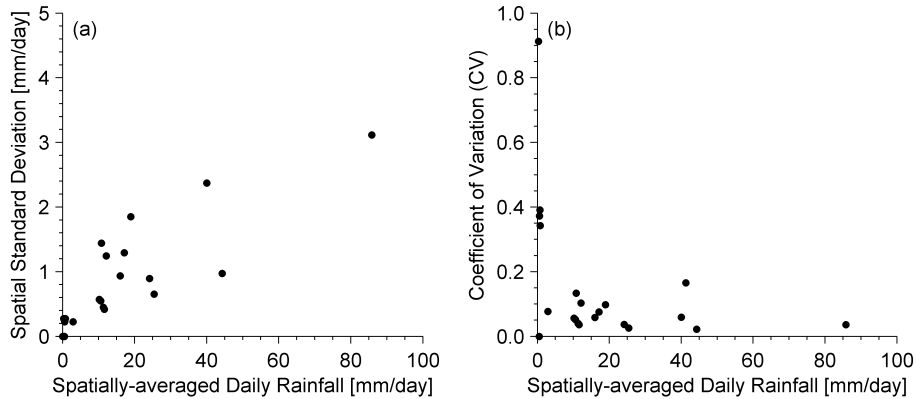 (a)
Spatial Standard Deviation [mm/day]
5
4
3
2
1
0
0 20 40 60 80 100
Spatially-averaged Daily Rainfall [mm/day]
(b)
Coefficient of Variation (CV)
1.0
0.8
0.6
0.4
0.2
0.0
0 20 40 60 80 100
Spatially-averaged Daily Rainfall [mm/day]